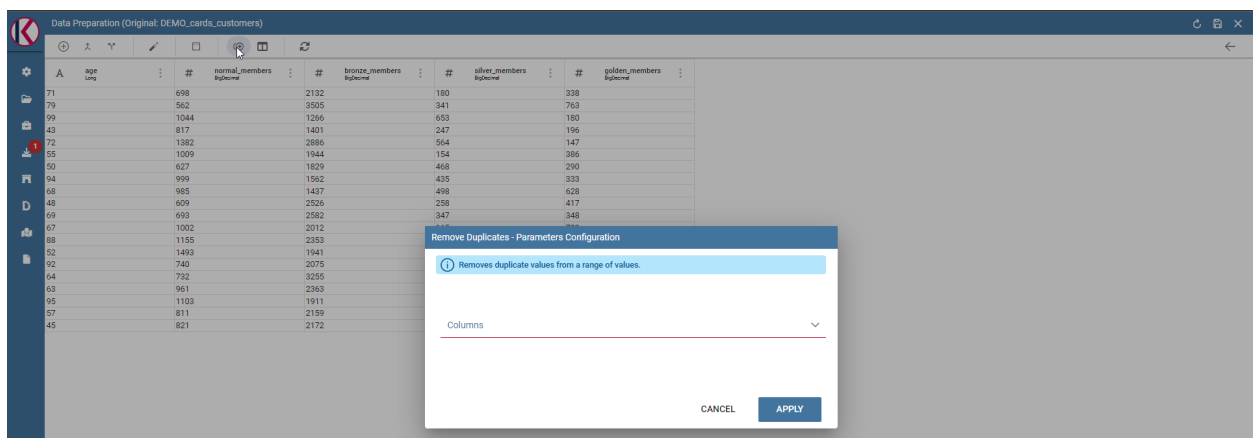 Data Preparation (Original: DEMO_cards_customers)
A age Long # normal_members BigDecimal # bronze_members BigDecimal # silver_members BigDecimal # golden_members BigDecimal
71 698 2132 180 338
79 562 3505 341 763
99 1044 1266 653 180
43 817 1401 247 196
72 1382 2886 564 147
1
55 1009 1944 154 386
50 627 1829 468 290
94 999 1562 435 333
68 985 1437 498 628
48 609 2526 258 417
69 693 2582 347 348
67 1002 2012
88 1155 2353
52 1493 1941
92 740 2075
64 732 3255
63 961 2363
95 1103 1911
57 811 2159
45 821 2172
Remove Duplicates - Parameters Configuration
Removes duplicate values from a range of values.
Columns
CANCEL APPLY